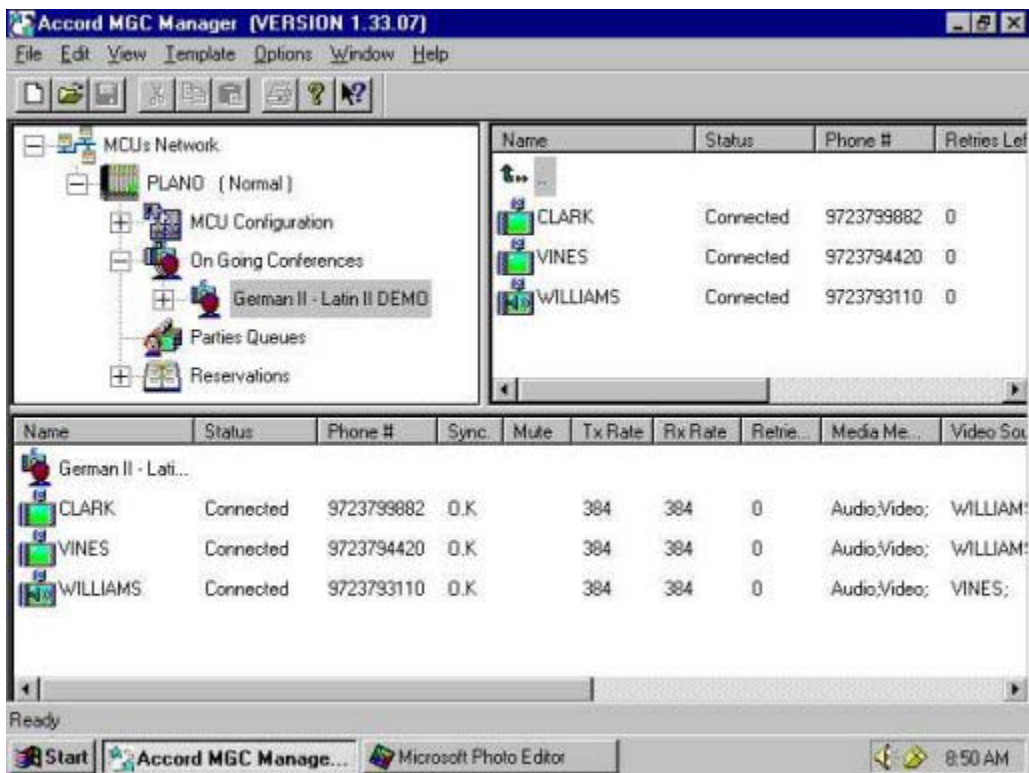 Accord MGC Manager (VERSION 1.33.07)
File Edit View Template Options Window Help
MCUs Network
PLANO (Normal)
MCU Configuration
On Going Conferences
German II - Latin II DEMO
Parties Queues
Reservations
Name Status Phone # Retries Lef
..
CLARK Connected 9723799882 0
VINES Connected 9723794420 0
WILLIAMS Connected 9723793110 0
Name Status Phone # Sync. Mute Tx Rate Rx Rate Retrie... Media Me... Video Sou
German II - Lati...
CLARK Connected 9723799882 O.K 384 384 0 Audio;Video; WILLIAMS
VINES Connected 9723794420 O.K 384 384 0 Audio;Video; WILLIAMS
WILLIAMS Connected 9723793110 O.K 384 384 0 Audio;Video; VINES;
Ready
Start Accord MGC Manage... Microsoft Photo Editor 8:50 AM